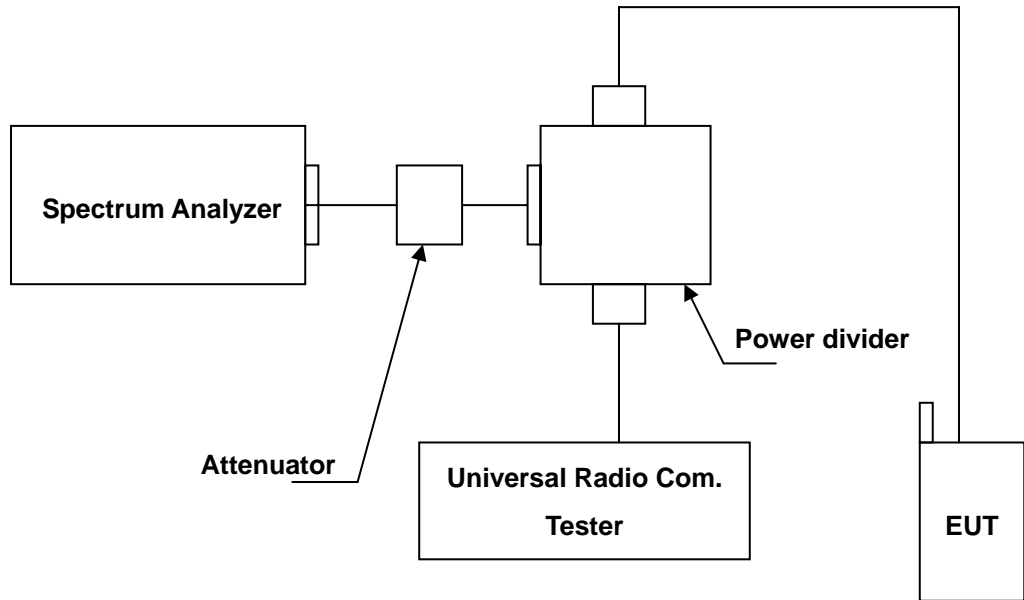 Spectrum Analyzer
Power divider
Attenuator
Universal Radio Com.
Tester
EUT